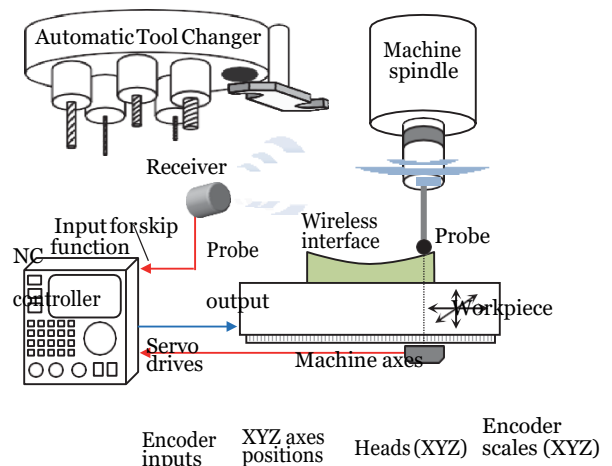 Automatic Tool Changer
Machine
spindle
Receiver
Input for skip
function
Wireless
interface
Probe
Probe
NC
controller
output
Workpiece
Servo
drives
Machine axes
Encoder
inputs
XYZ axes
positions
Heads (XYZ)
Encoder
scales (XYZ)